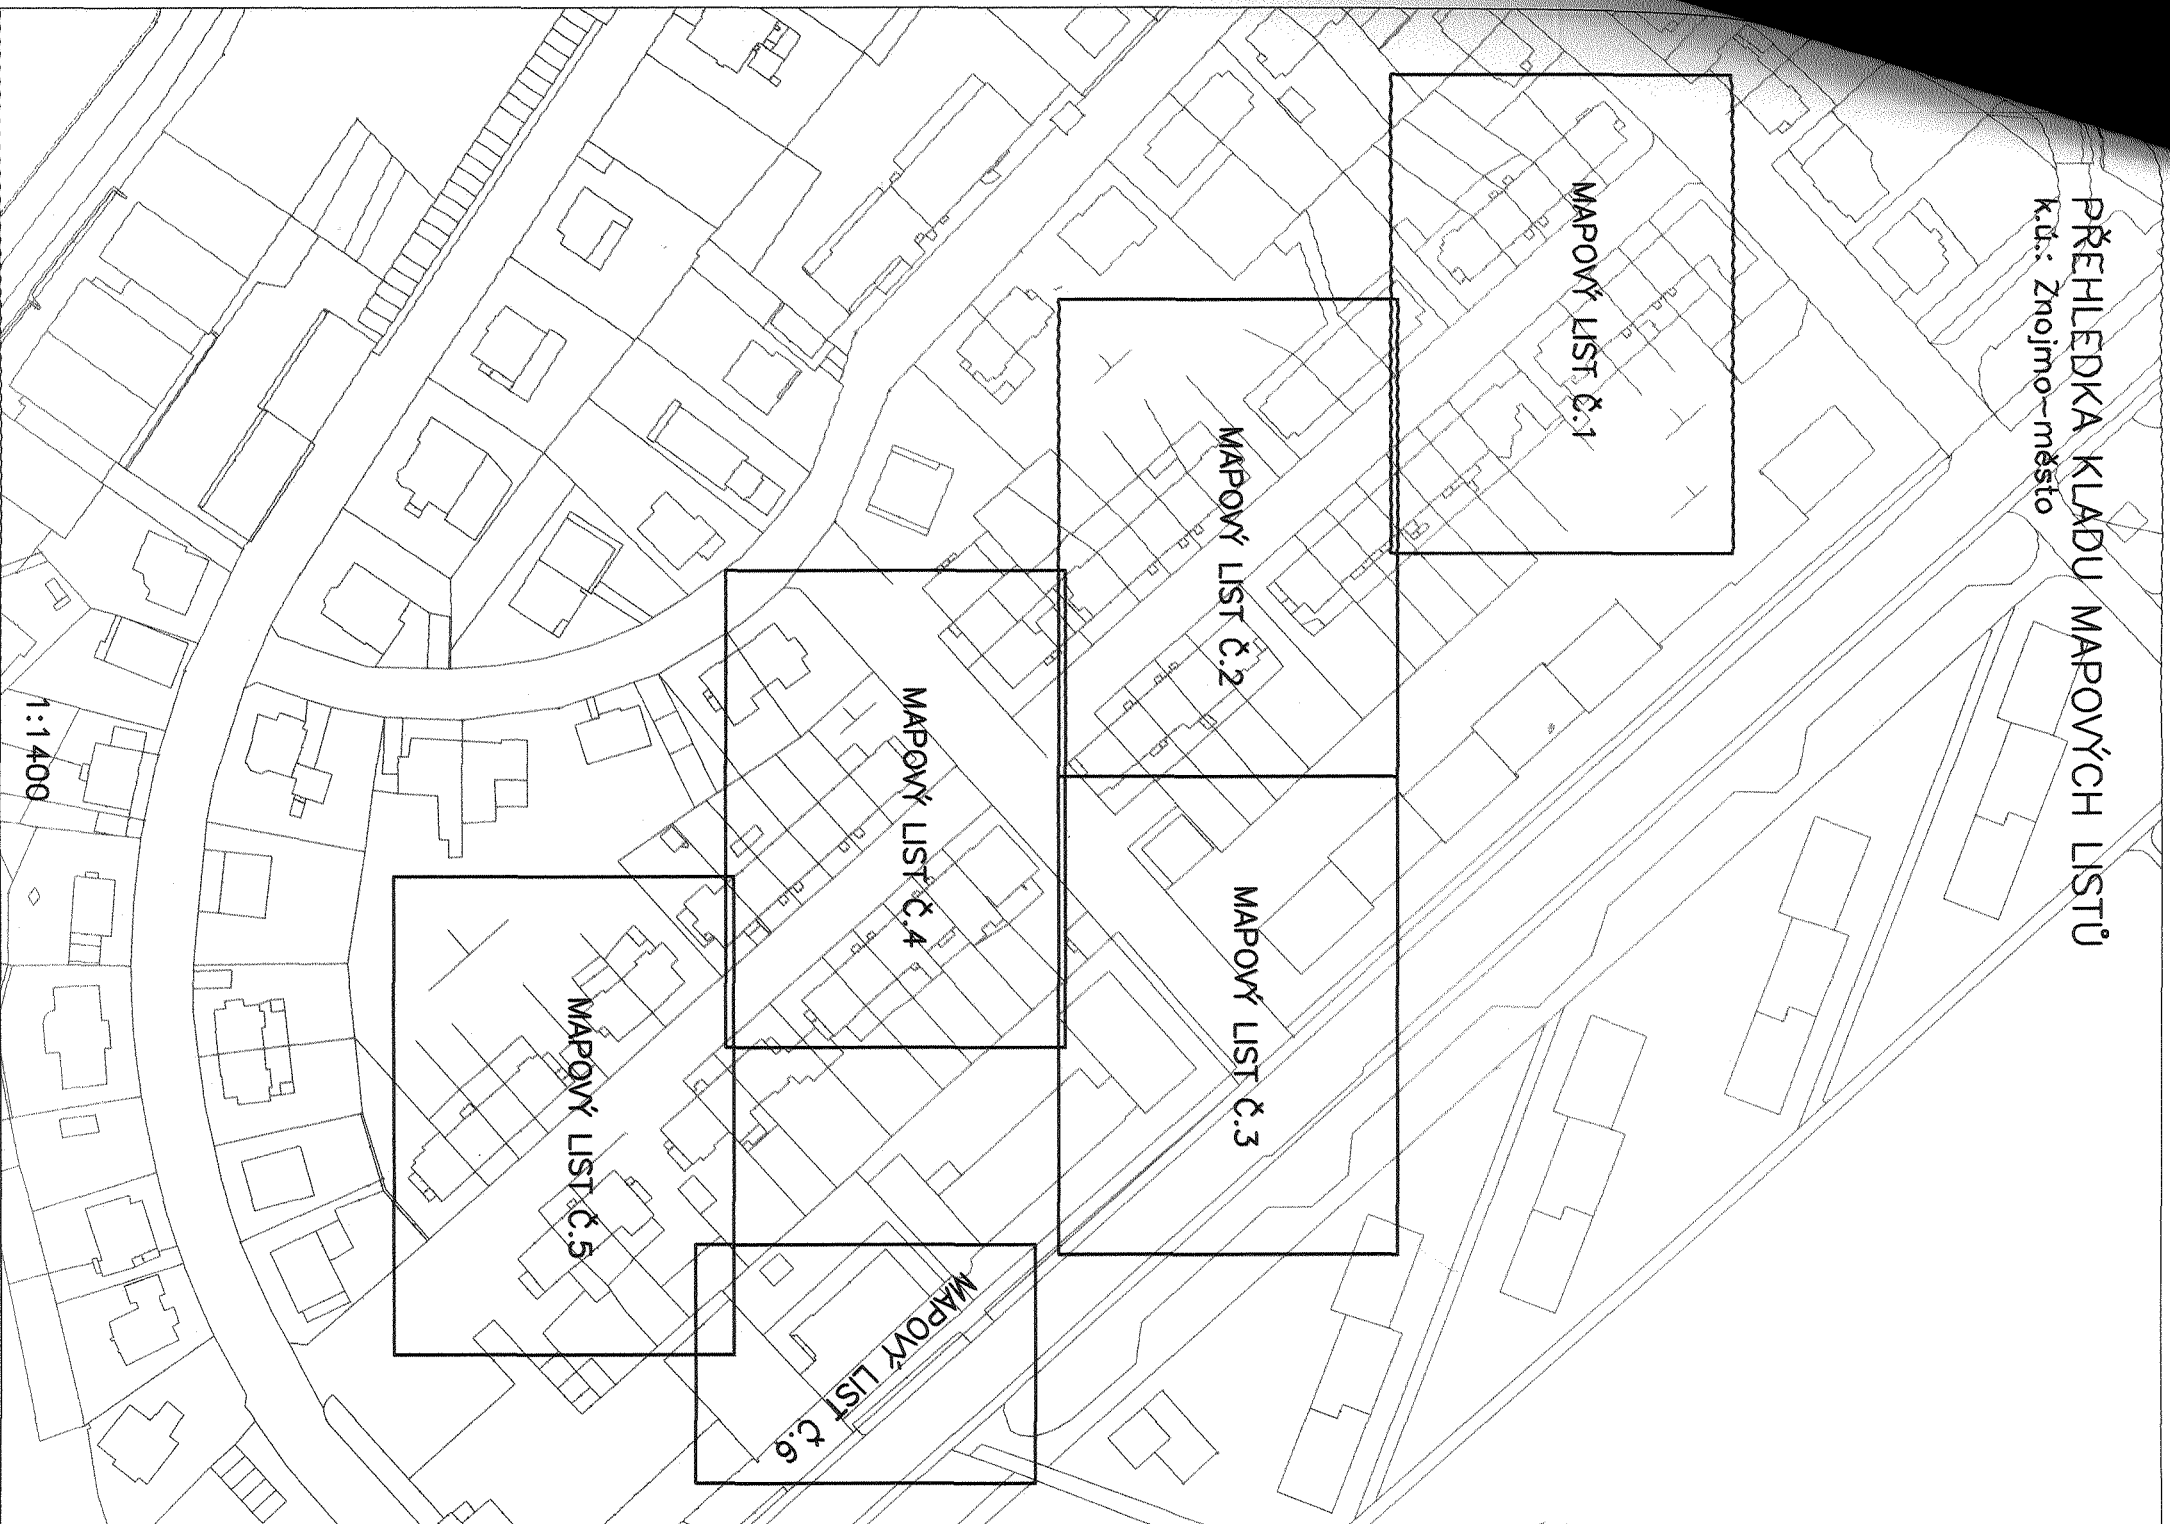 PŘEHLEDKA KLADU MAPOVÝCH LISTŮ
k.ú.: Znojmo-město
MAPOVÝ LIST Č.1
MAPOVÝ LIST Č.2
MAPOVÝ LIST Č.3
MAPOVÝ LIST Č.4
MAPOVÝ LIST Č.5
MAPOVÝ LIST Č.6
1:1400